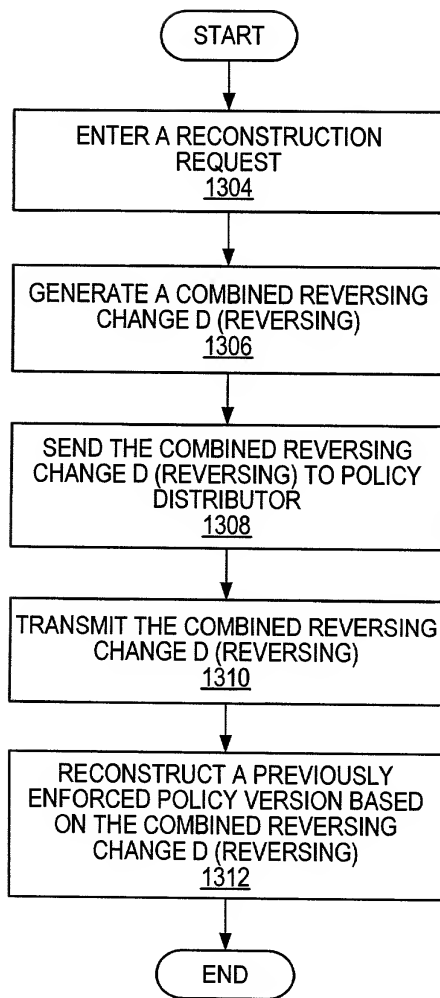 START
ENTER A RECONSTRUCTION
REQUEST
1304
GENERATE A COMBINED REVERSING
CHANGE D (REVERSING)
1306
SEND THE COMBINED REVERSING
CHANGE D (REVERSING) TO POLICY
DISTRIBUTOR
1308
TRANSMIT THE COMBINED REVERSING
CHANGE D (REVERSING)
1310
RECONSTRUCT A PREVIOUSLY
ENFORCED POLICY VERSION BASED
ON THE COMBINED REVERSING
CHANGE D (REVERSING)
1312
END